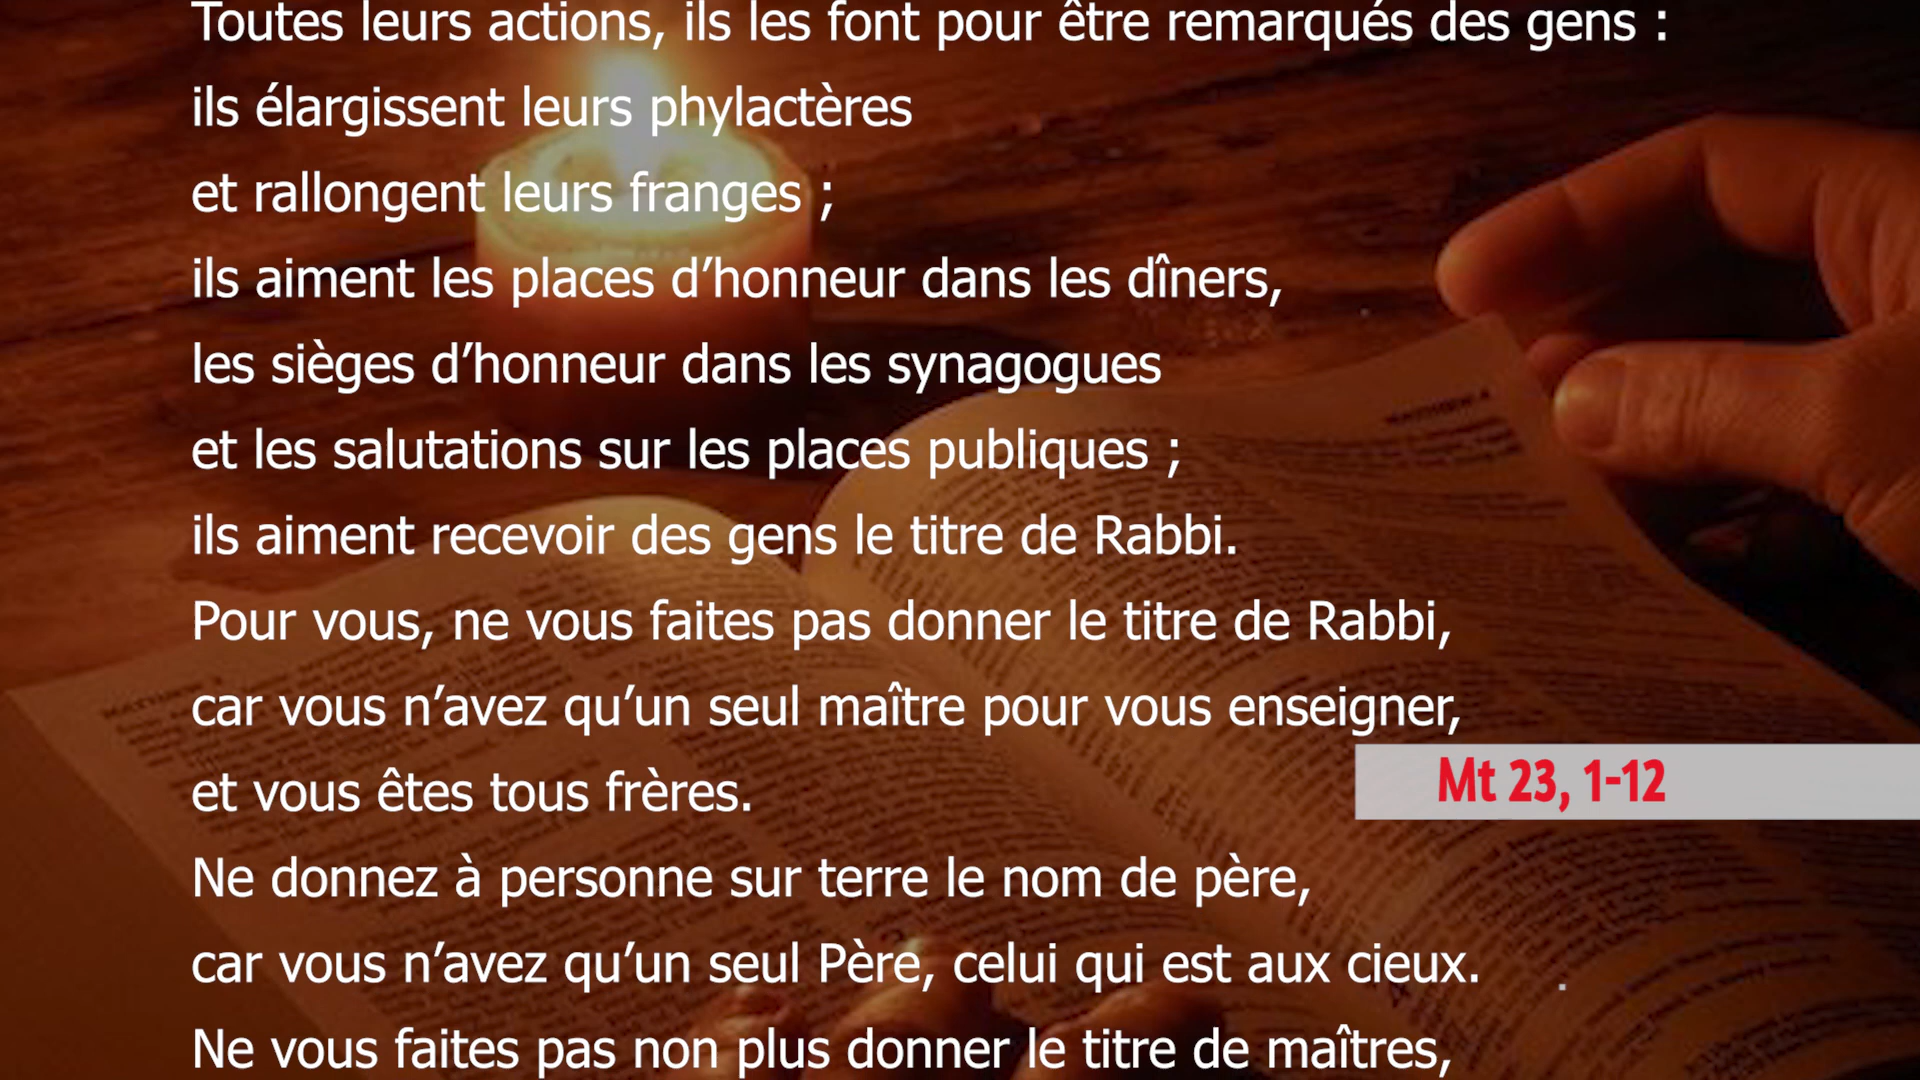 Toutes leurs actions, ils les font pour être remarqués des gens :
ils élargissent leurs phylactères
et rallongent leurs franges ;
ils aiment les places d’honneur dans les dîners,
les sièges d’honneur dans les synagogues
et les salutations sur les places publiques ;
ils aiment recevoir des gens le titre de Rabbi.
Pour vous, ne vous faites pas donner le titre de Rabbi,
car vous n’avez qu’un seul maître pour vous enseigner,
et vous êtes tous frères.
Mt 23, 1-12
Ne donnez à personne sur terre le nom de père,
car vous n’avez qu’un seul Père, celui qui est aux cieux.
Ne vous faites pas non plus donner le titre de maîtres,